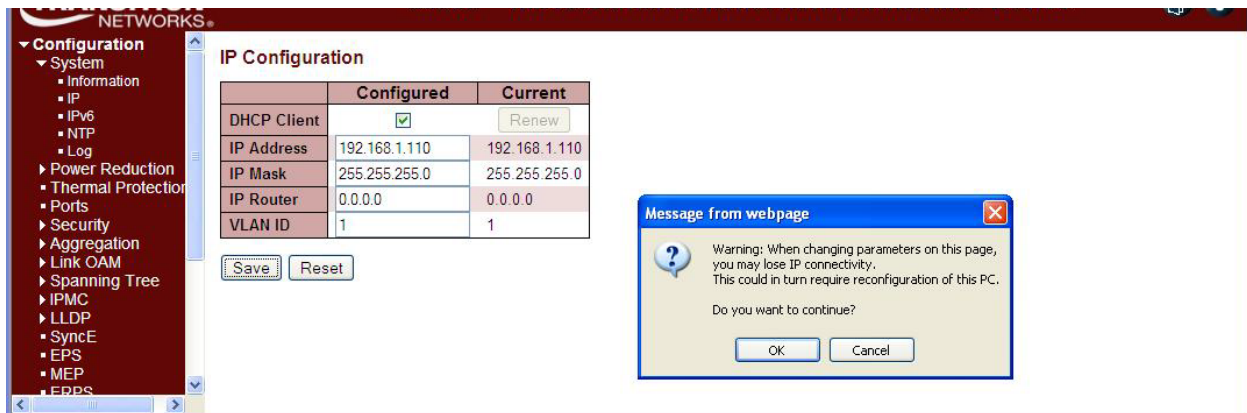 NETWORKS®
Configuration
System
Information
IP
IPv6
NTP
Log
Power Reduction
Thermal Protection
Ports
Security
Aggregation
Link OAM
Spanning Tree
IPMC
LLDP
SyncE
EPS
MEP
ERPS
IP Configuration
Configured Current
DHCP Client Renew
IP Address 192.168.1.110 192.168.1.110
IP Mask 255.255.255.0 255.255.255.0
IP Router 0.0.0.0 0.0.0.0
VLAN ID 1 1
Save Reset
Message from webpage
Warning: When changing parameters on this page,
you may lose IP connectivity.
This could in turn require reconfiguration of this PC.
Do you want to continue?
OK Cancel